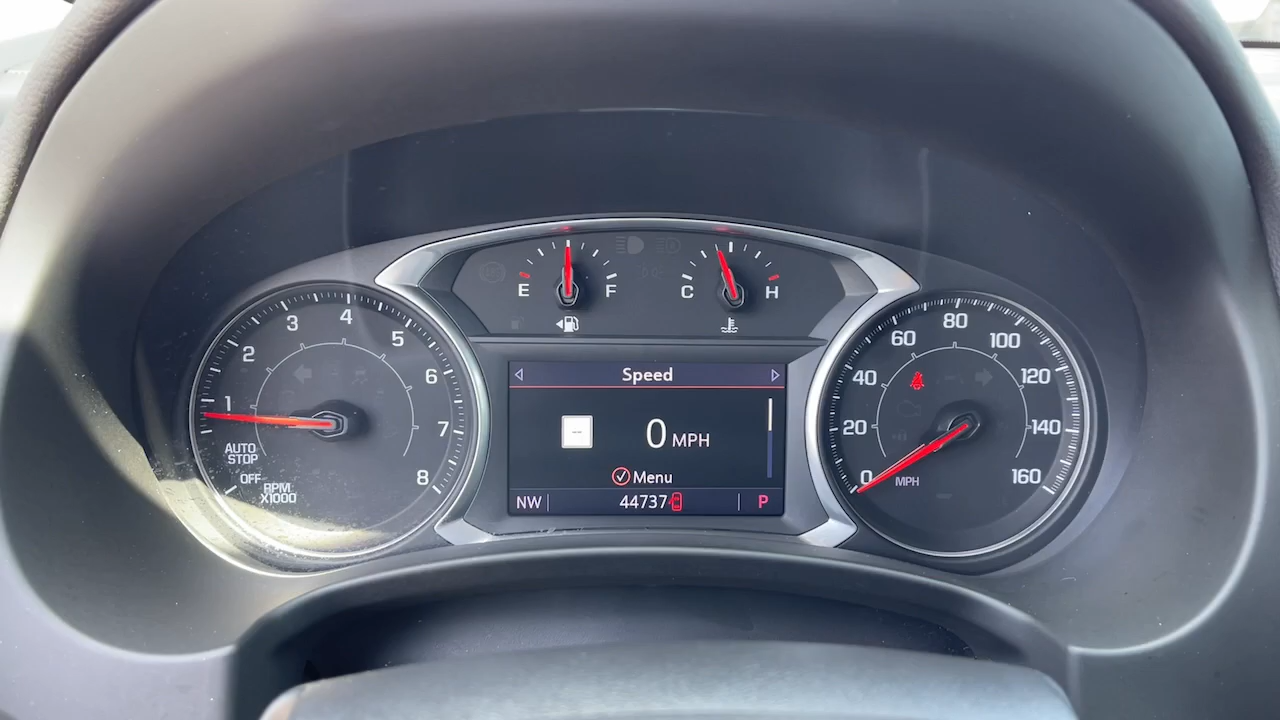 E F
C H
1 2 3 4 5 6 7 8
AUTO
STOP
OFF
RPM
X1000
Speed
0 MPH
Menu
NW 44737 P
0 20 40 60 80 100 120 140 160
MPH